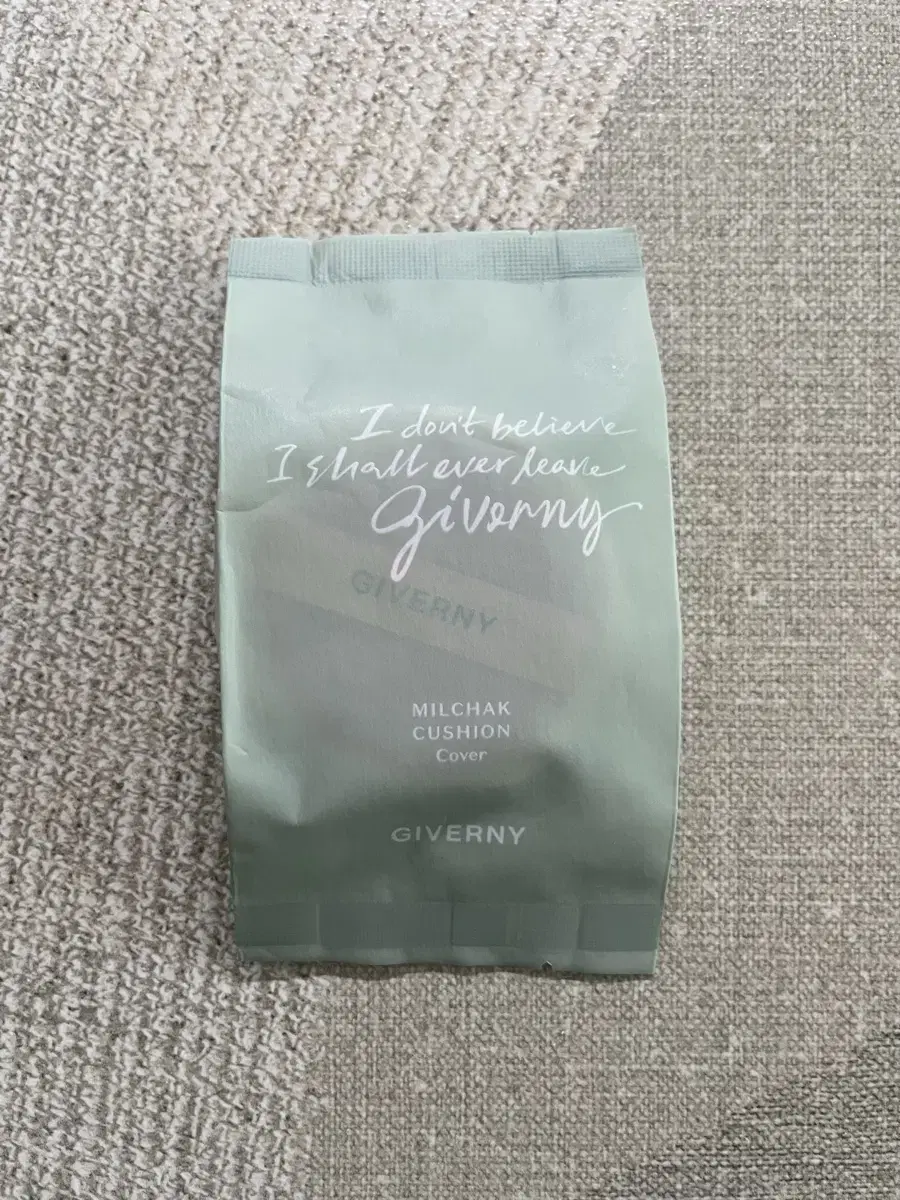 I don't believe
I shall ever leave
Giverny
GIVERNY
MILCHAK
CUSHION
Cover
GIVERNY